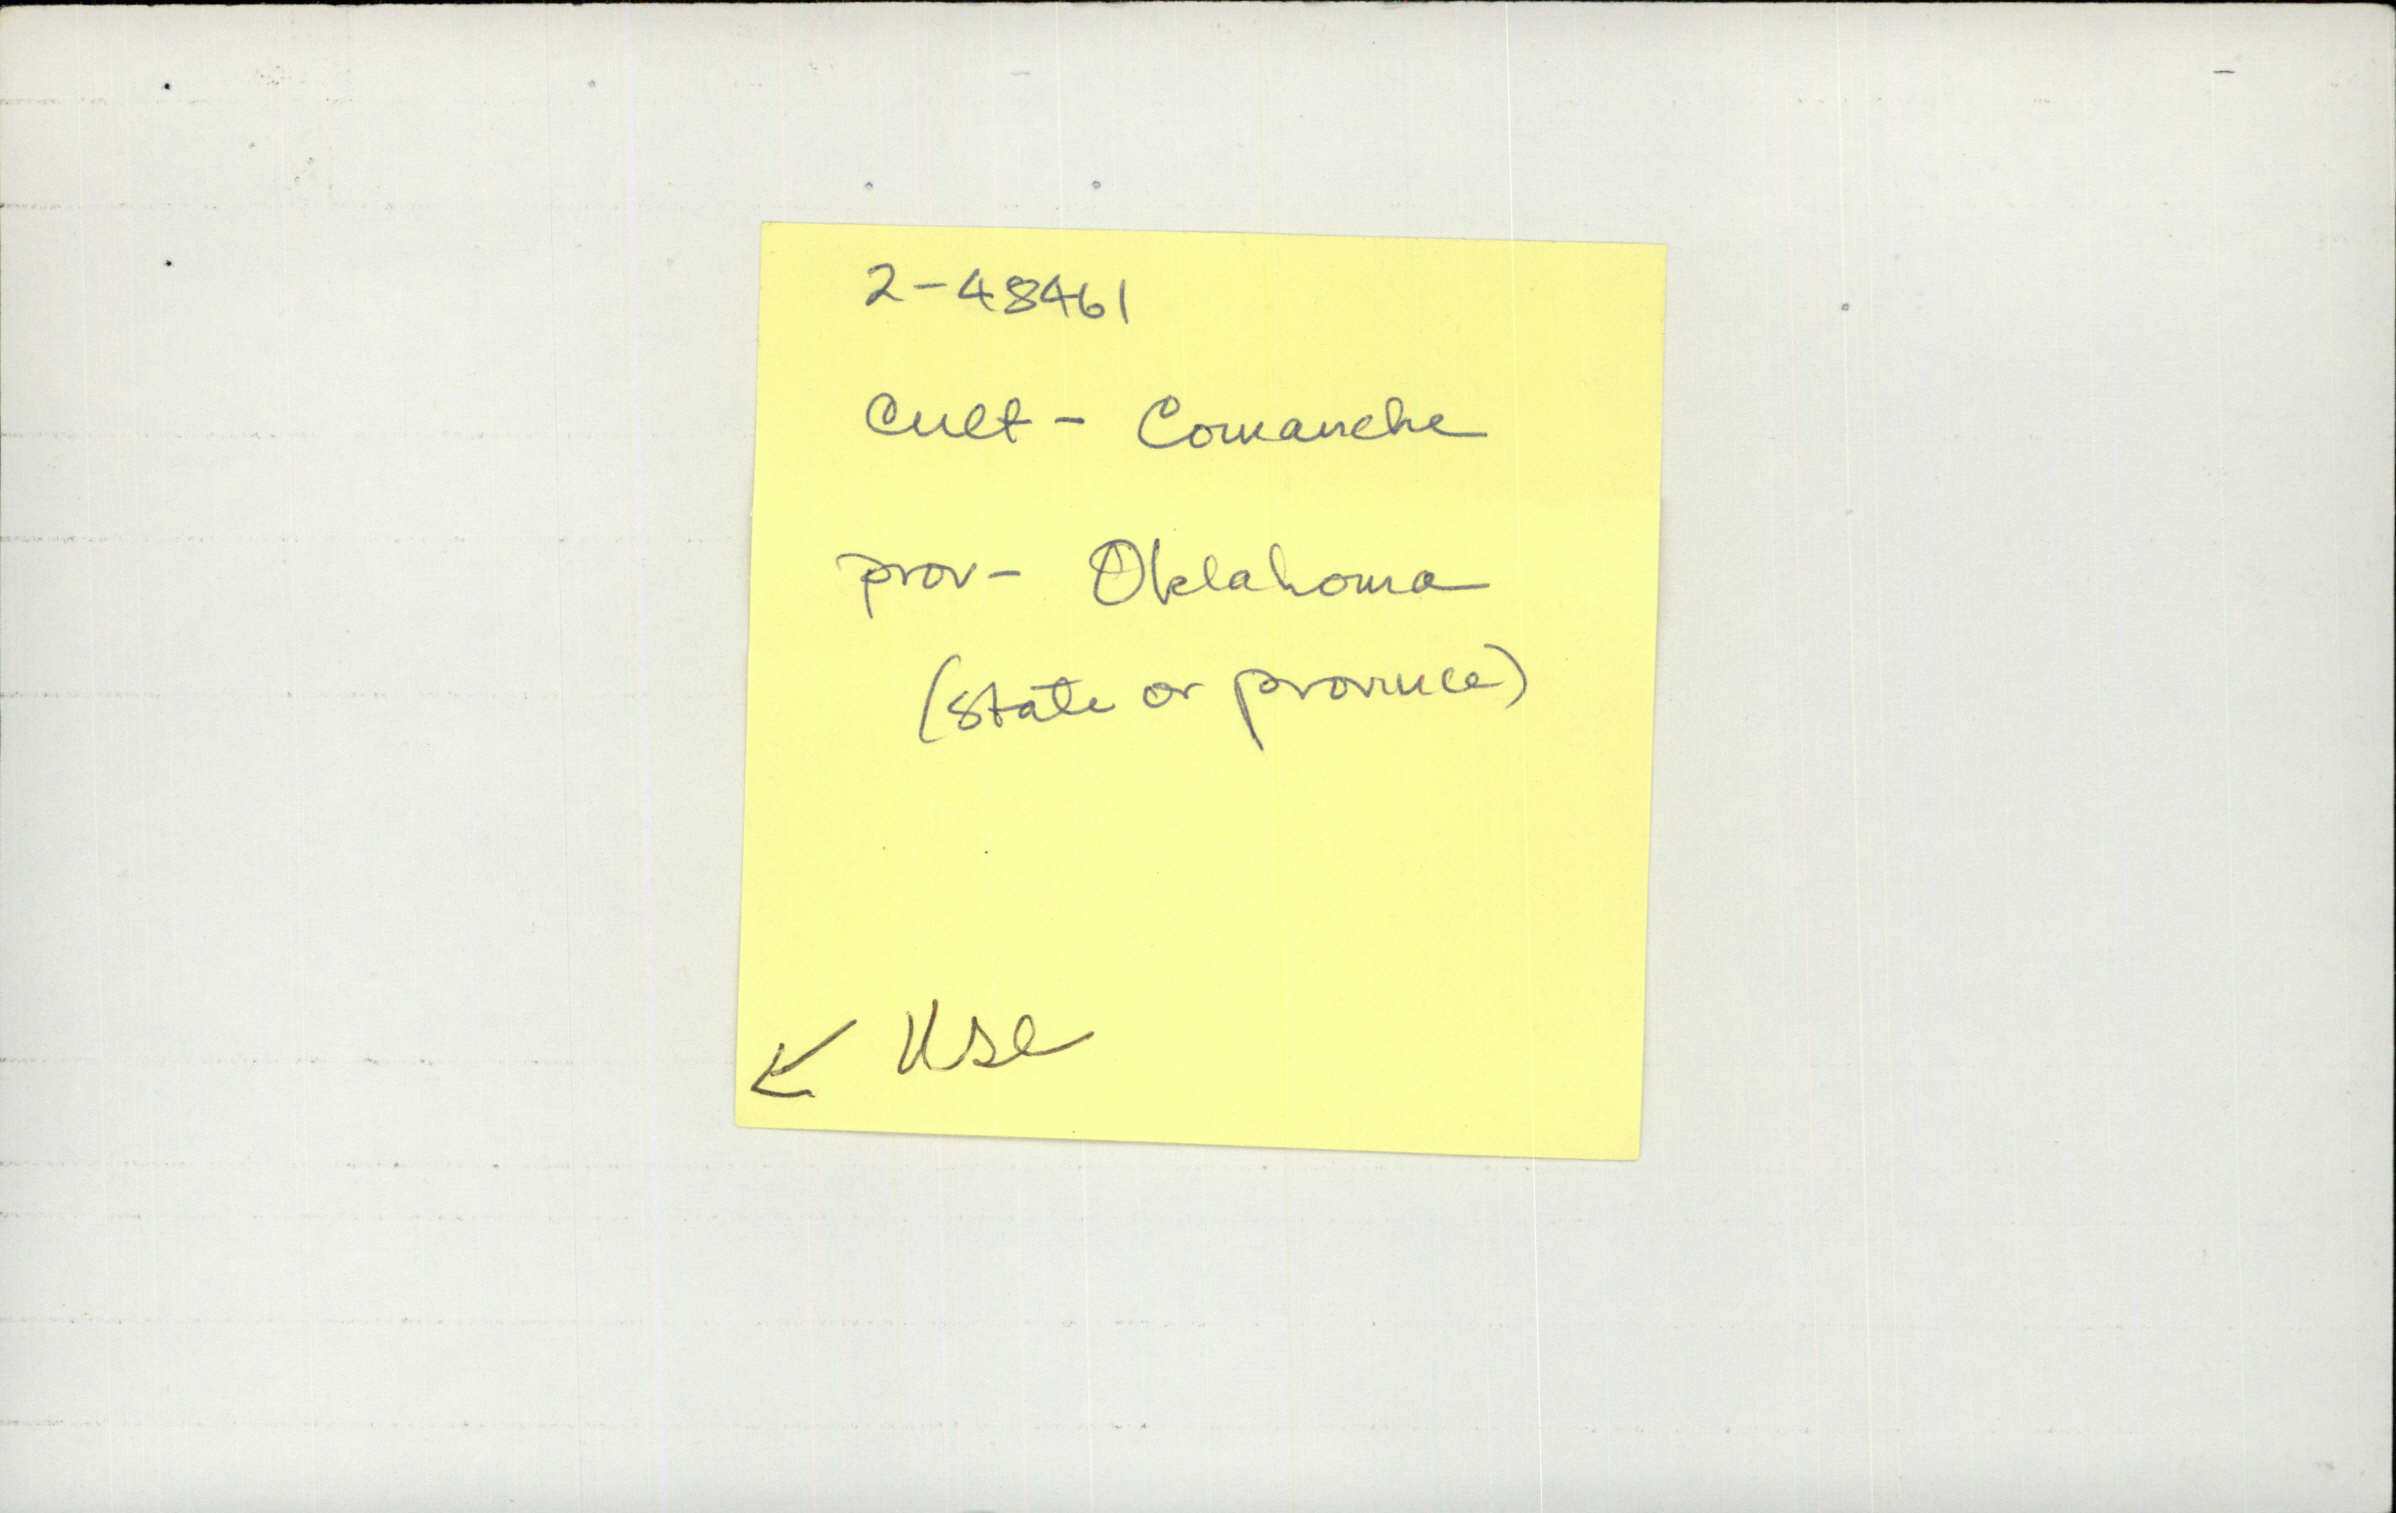 2-48461
Cult - Comanche
prov - Oklahoma
(state or province)
Use